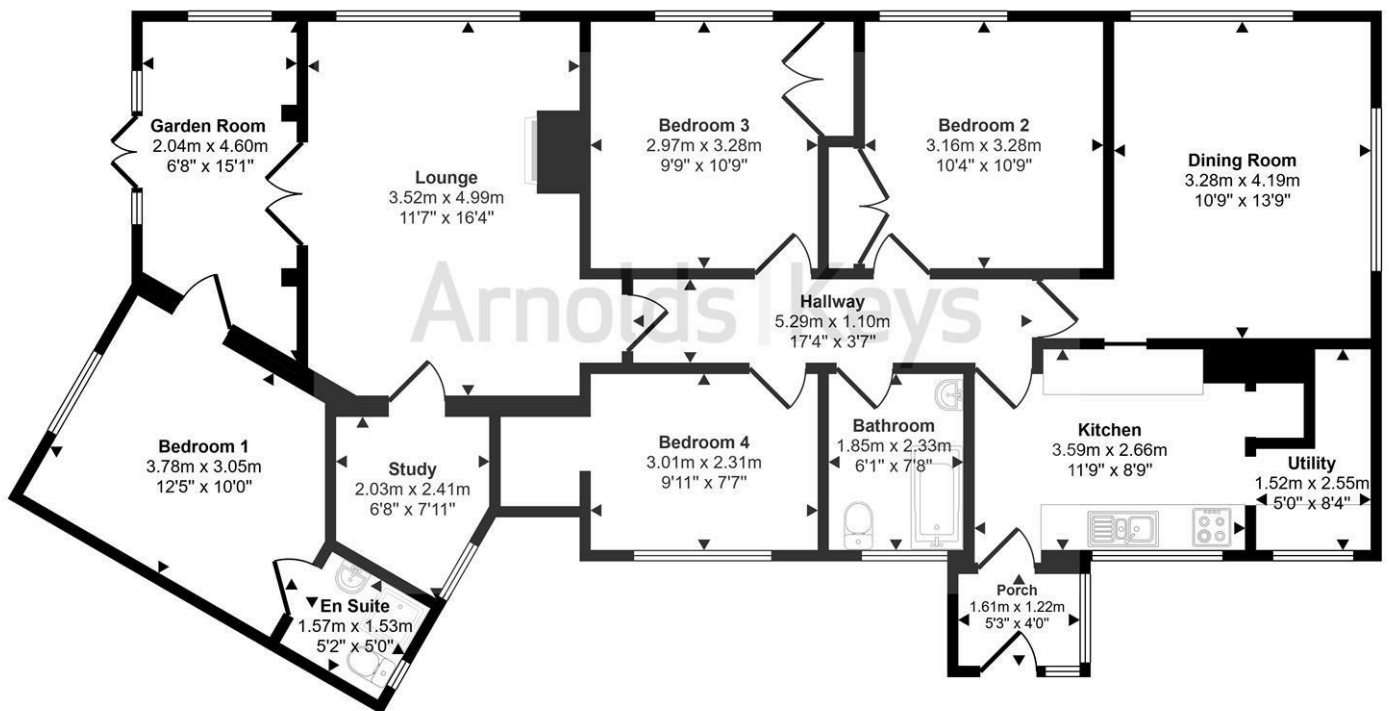 Garden Room
2.04m x 4.60m
6'8" x 15'1"
Lounge
3.52m x 4.99m
11'7" x 16'4"
Bedroom 3
2.97m x 3.28m
9'9" x 10'9"
Bedroom 2
3.16m x 3.28m
10'4" x 10'9"
Dining Room
3.28m x 4.19m
10'9" x 13'9"
Arnolds | Keys
Hallway
5.29m x 1.10m
17'4" x 3'7"
Bedroom 1
3.78m x 3.05m
12'5" x 10'0"
Study
2.03m x 2.41m
6'8" x 7'11"
Bedroom 4
3.01m x 2.31m
9'11" x 7'7"
Bathroom
1.85m x 2.33m
6'1" x 7'8"
Kitchen
3.59m x 2.66m
11'9" x 8'9"
Utility
1.52m x 2.55m
5'0" x 8'4"
En Suite
1.57m x 1.53m
5'2" x 5'0"
Porch
1.61m x 1.22m
5'3" x 4'0"